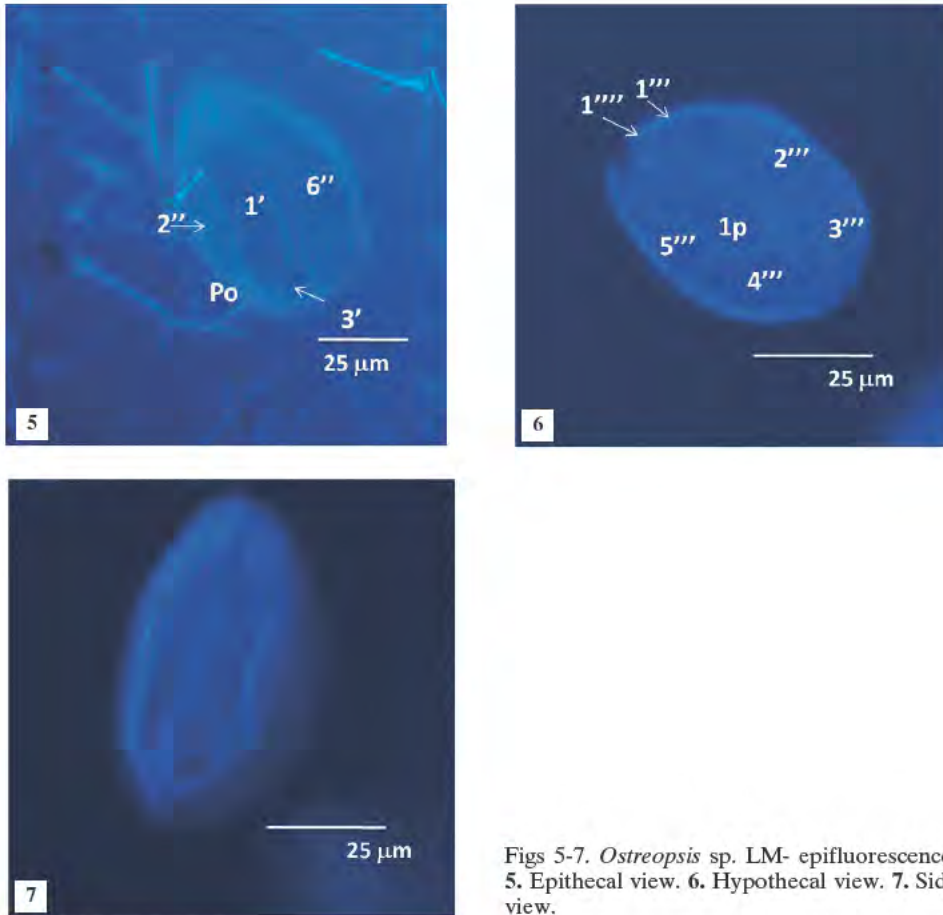 6''
1'
2''
Po
3'
25 µm
5
1''''
1'''
2'''
1p
3'''
5'''
4'''
25 µm
6
25 µm
7
Figs 5-7. Ostreopsis sp. LM- epifluorescence
5. Epithecal view. 6. Hypothecal view. 7. Sid
view.